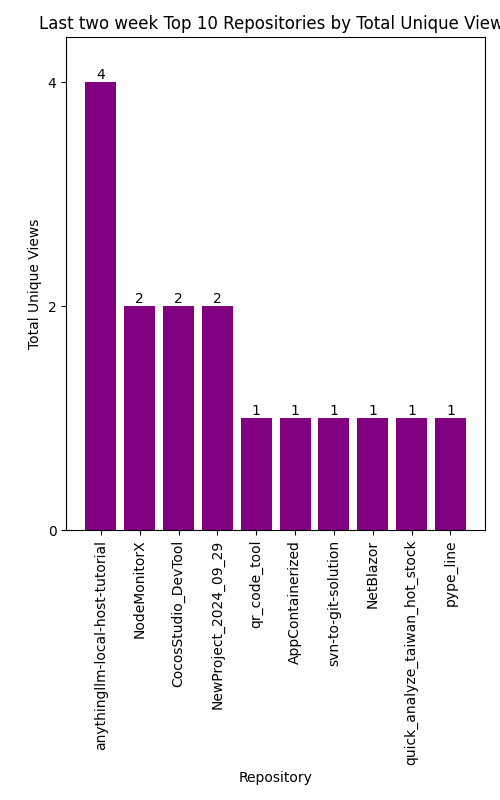 Last two week Top 10 Repositories by Total Unique View
Total Unique Views
4
2
0
4
2
2
2
1
1
1
1
1
1
anythingllm-local-host-tutorial
NodeMonitorX
CocosStudio_DevTool
NewProject_2024_09_29
qr_code_tool
AppContainerized
svn-to-git-solution
NetBlazor
quick_analyze_taiwan_hot_stock
pype_line
Repository